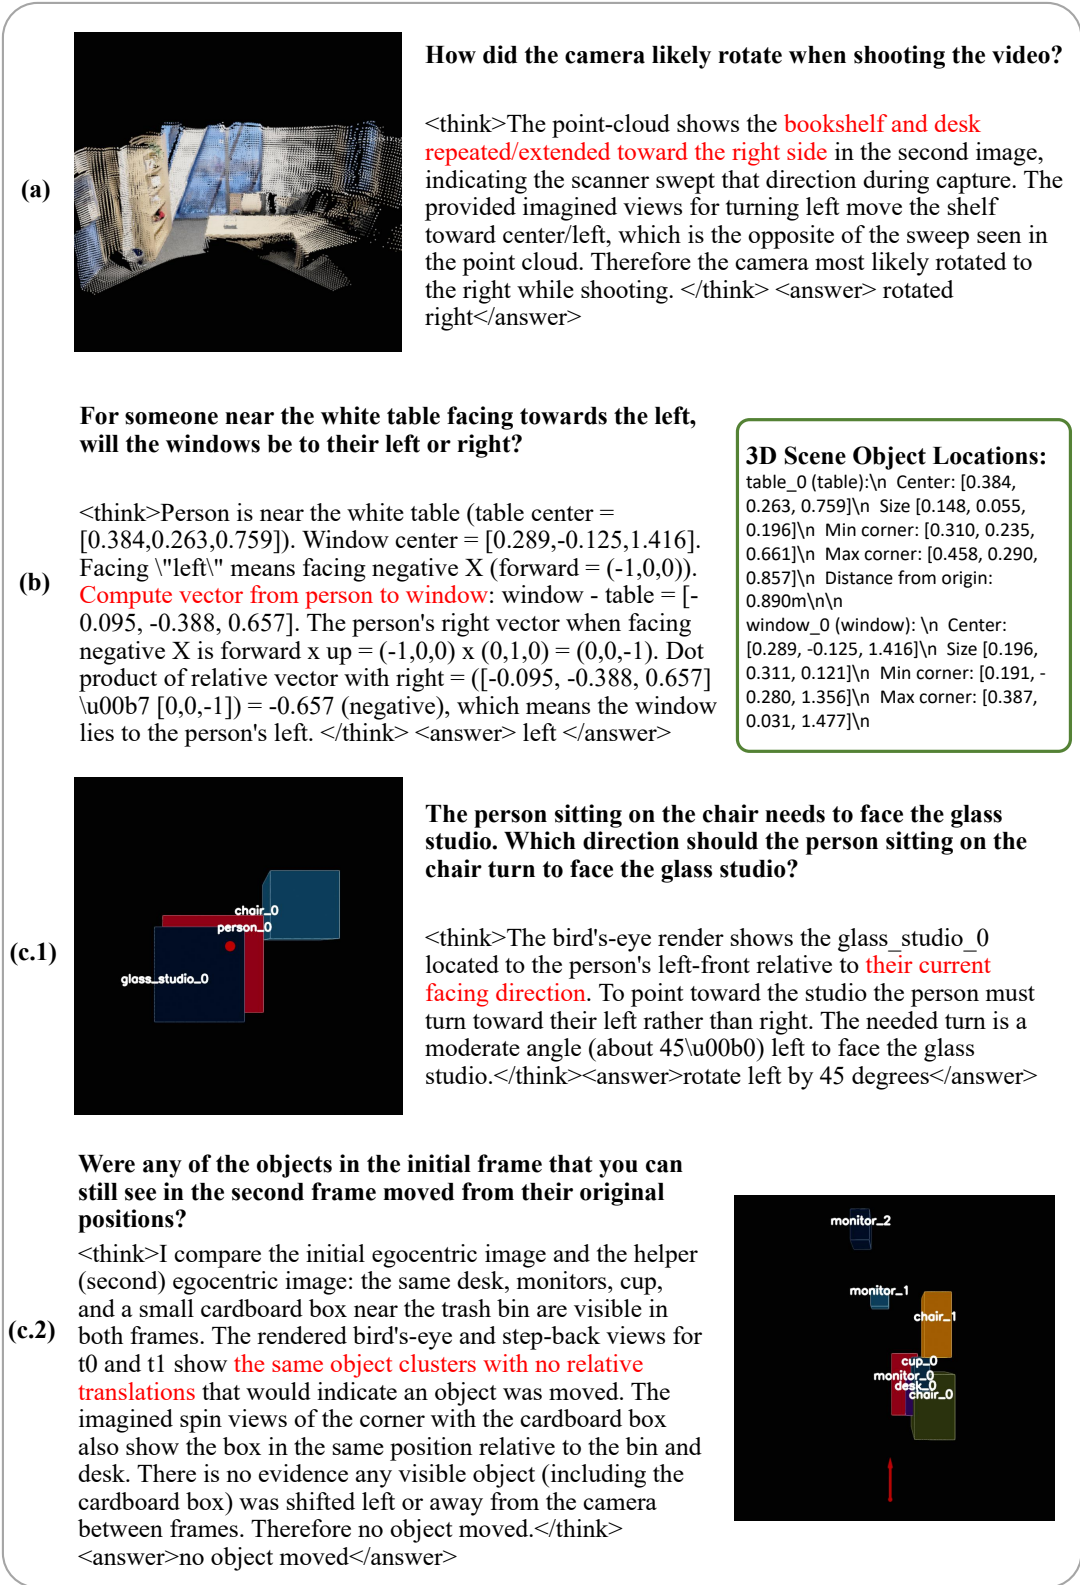 (a)
How did the camera likely rotate when shooting the video?
<think>The point-cloud shows the bookshelf and desk
repeated/extended toward the right side in the second image,
indicating the scanner swept that direction during capture. The
provided imagined views for turning left move the shelf
toward center/left, which is the opposite of the sweep seen in
the point cloud. Therefore the camera most likely rotated to
the right while shooting. </think> <answer> rotated
right</answer>
(b)
For someone near the white table facing towards the left,
will the windows be to their left or right?
<think>Person is near the white table (table center =
[0.384,0.263,0.759]). Window center = [0.289,-0.125,1.416].
Facing \"left\" means facing negative X (forward = (-1,0,0)).
Compute vector from person to window: window - table = [-
0.095, -0.388, 0.657]. The person's right vector when facing
negative X is forward x up = (-1,0,0) x (0,1,0) = (0,0,-1). Dot
product of relative vector with right = ([-0.095, -0.388, 0.657]
\u00b7 [0,0,-1]) = -0.657 (negative), which means the window
lies to the person's left. </think> <answer> left </answer>
3D Scene Object Locations:
table_0 (table):\n  Center: [0.384,
0.263, 0.759]\n  Size [0.148, 0.055,
0.196]\n  Min corner: [0.310, 0.235,
0.661]\n  Max corner: [0.458, 0.290,
0.857]\n  Distance from origin:
0.890m\n\n
window_0 (window): \n  Center:
[0.289, -0.125, 1.416]\n  Size [0.196,
0.311, 0.121]\n  Min corner: [0.191, -
0.280, 1.356]\n  Max corner: [0.387,
0.031, 1.477]\n
(c.1)
chair_0
person_0
glass_studio_0
The person sitting on the chair needs to face the glass
studio. Which direction should the person sitting on the
chair turn to face the glass studio?
<think>The bird's-eye render shows the glass_studio_0
located to the person's left-front relative to their current
facing direction. To point toward the studio the person must
turn toward their left rather than right. The needed turn is a
moderate angle (about 45\u00b0) left to face the glass
studio.</think><answer>rotate left by 45 degrees</answer>
(c.2)
Were any of the objects in the initial frame that you can
still see in the second frame moved from their original
positions?
<think>I compare the initial egocentric image and the helper
(second) egocentric image: the same desk, monitors, cup,
and a small cardboard box near the trash bin are visible in
both frames. The rendered bird's-eye and step-back views for
t0 and t1 show the same object clusters with no relative
translations that would indicate an object was moved. The
imagined spin views of the corner with the cardboard box
also show the box in the same position relative to the bin and
desk. There is no evidence any visible object (including the
cardboard box) was shifted left or away from the camera
between frames. Therefore no object moved.</think>
<answer>no object moved</answer>
monitor_2
monitor_1
chair_1
cup_0
monitor_0
desk_0
chair_0